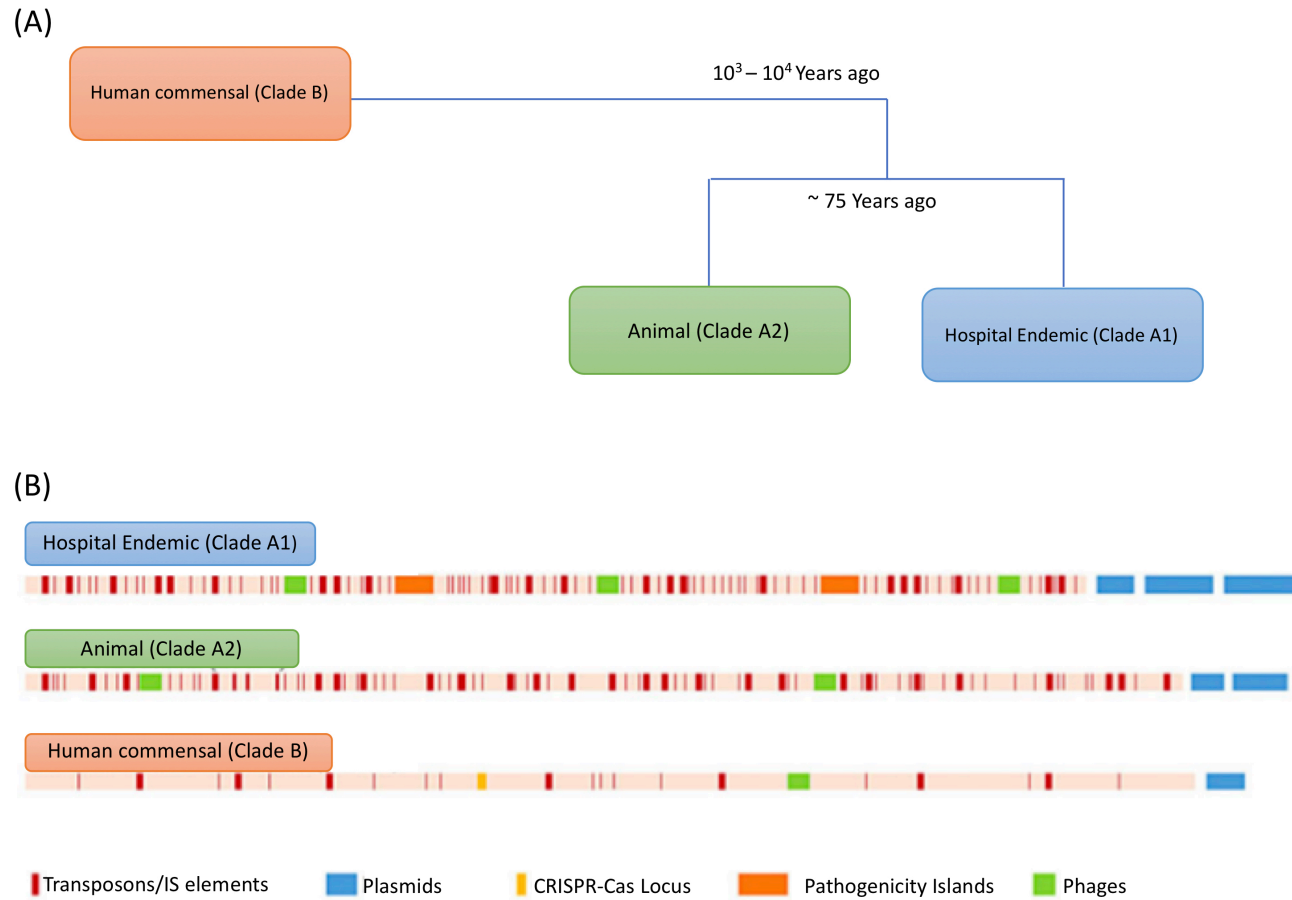 (A)
Human commensal (Clade B)
10³ – 10⁴ Years ago
~ 75 Years ago
Animal (Clade A2)
Hospital Endemic (Clade A1)
(B)
Hospital Endemic (Clade A1)
Animal (Clade A2)
Human commensal (Clade B)
Transposons/IS elements
Plasmids
CRISPR-Cas Locus
Pathogenicity Islands
Phages